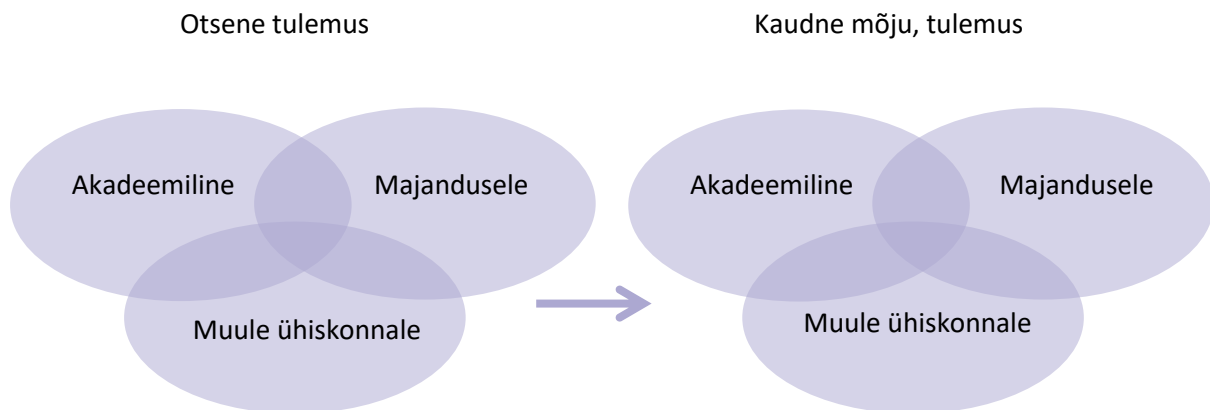 Otsene tulemus
Kaudne mõju, tulemus
Akadeemiline
Majandusele
Muule ühiskonnale
Akadeemiline
Majandusele
Muule ühiskonnale